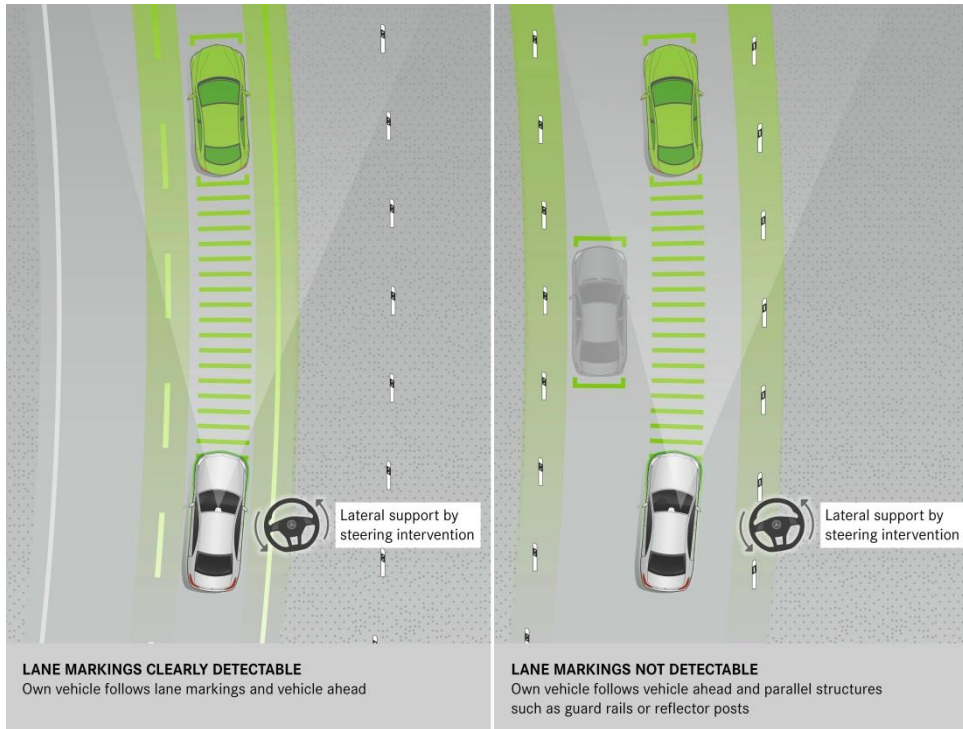 Lateral support by
steering intervention
LANE MARKINGS CLEARLY DETECTABLE
Own vehicle follows lane markings and vehicle ahead
Lateral support by
steering intervention
LANE MARKINGS NOT DETECTABLE
Own vehicle follows vehicle ahead and parallel structures
such as guard rails or reflector posts